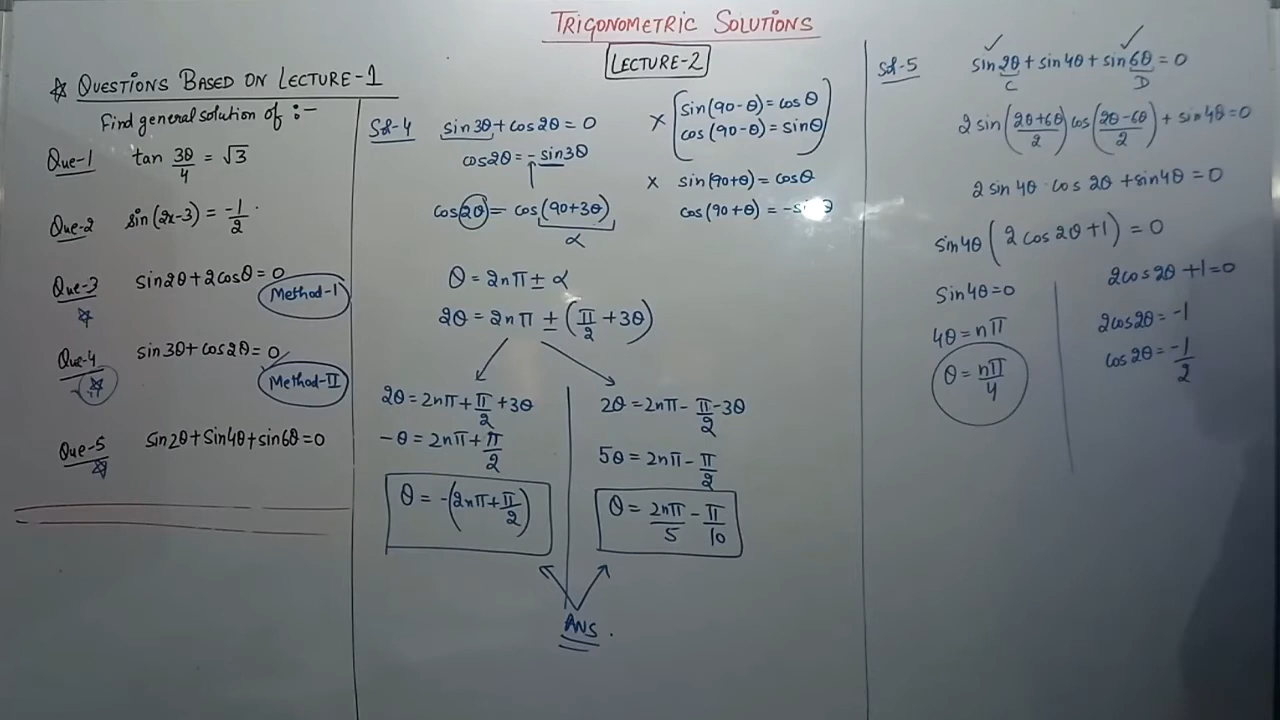 TRIGONOMETRIC SOLUTIONS
LECTURE-2
☆ QUESTIONS BASED ON LECTURE-1
Find general solution of :-
Que-1 tan 3θ/4 = √3
Que-2 sin(2x-3) = -1/2
Que-3 sin2θ+2cosθ=0
Method-I
Que-4 sin3θ+cos2θ=0
Method-II
Que-5 sin2θ+sin4θ+sin6θ=0
Sol-4 sin3θ+cos2θ=0
cos2θ=-sin3θ
cos(2θ) = cos(90+3θ)
α
θ = 2nπ ± α
2θ = 2nπ ± (π/2 + 3θ)
2θ = 2nπ + π/2 + 3θ
-θ = 2nπ + π/2
θ = -(2nπ + π/2)
2θ = 2nπ - π/2 - 3θ
5θ = 2nπ - π/2
θ = 2nπ/5 - π/10
ANS.
× sin(90-θ) = cosθ
cos(90-θ) = sinθ
× sin(90+θ) = cosθ
cos(90+θ) = -s
Sol-5 sin2θ + sin4θ + sin6θ = 0
C D
2 sin(2θ+6θ/2) cos(2θ-6θ/2) + sin4θ = 0
2 sin4θ · cos2θ + sin4θ = 0
sin4θ (2cos2θ+1) = 0
sin4θ=0
4θ = nπ
θ = nπ/4
2cos2θ+1=0
2cos2θ = -1
cos2θ = -1/2